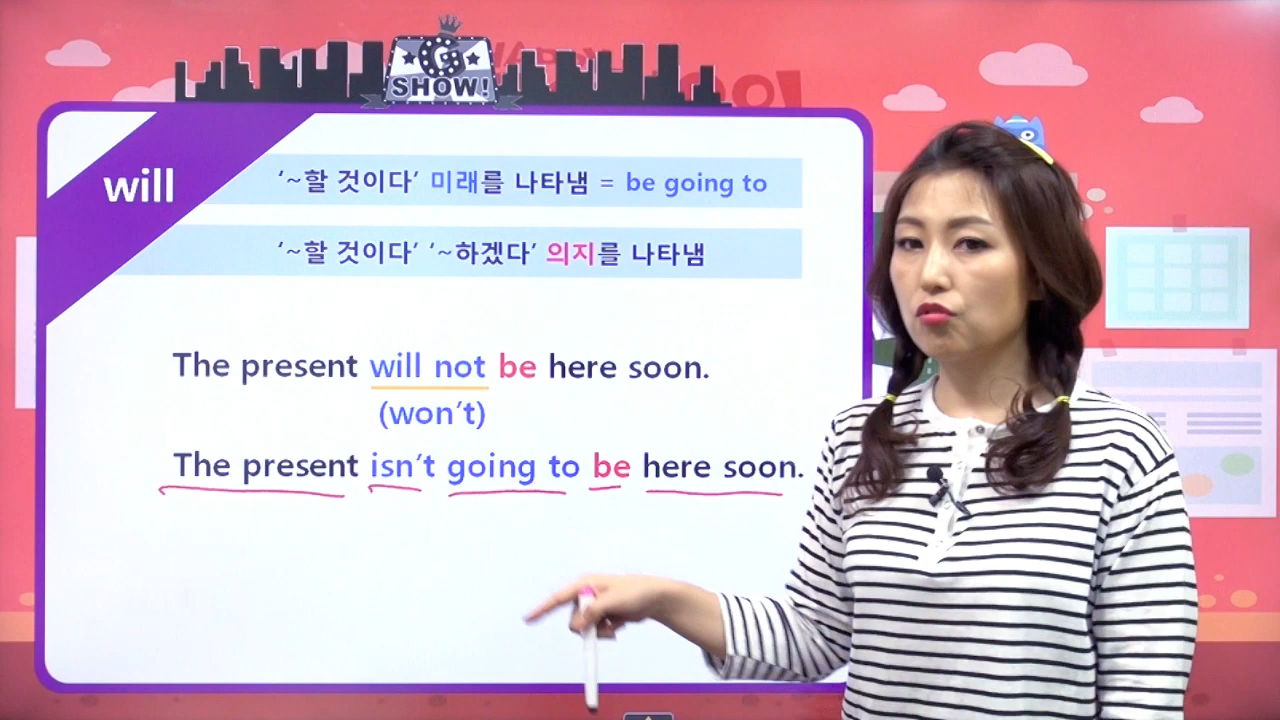 G
SHOW!
will
‘~할 것이다’ 미래를 나타냄 = be going to
‘~할 것이다’ ‘~하겠다’ 의지를 나타냄
The present will not be here soon.
(won’t)
The present isn’t going to be here soon.